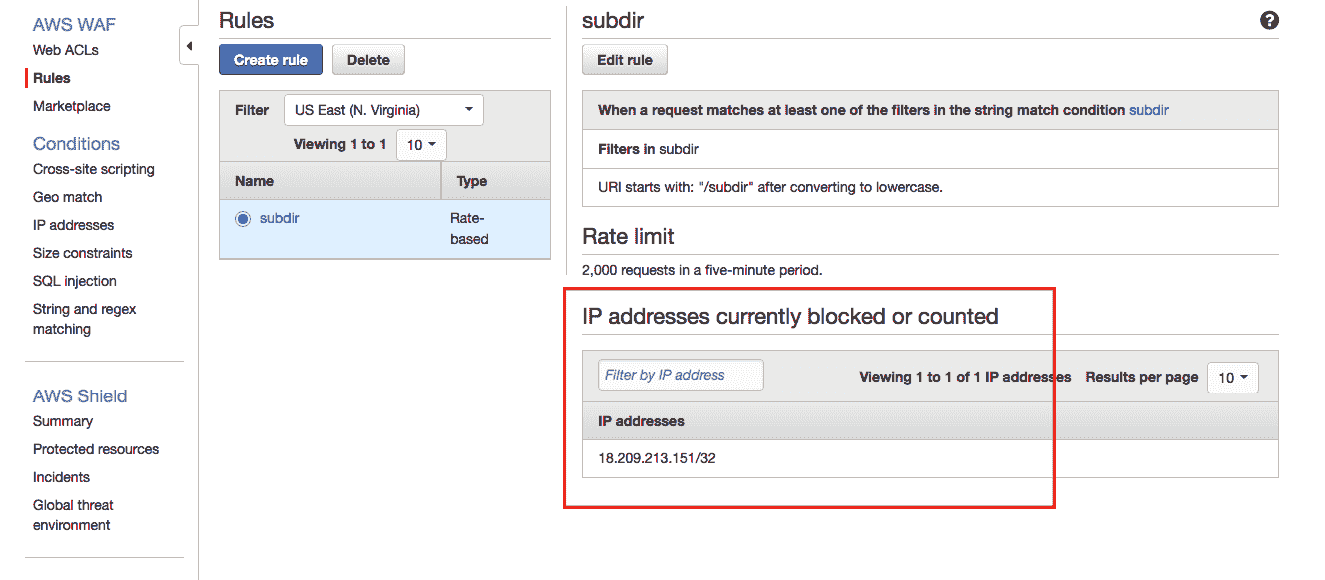 AWS WAF
Web ACLs
Rules
Marketplace
Conditions
Cross-site scripting
Geo match
IP addresses
Size constraints
SQL injection
String and regex
matching
AWS Shield
Summary
Protected resources
Incidents
Global threat
environment
Rules
Create rule Delete
Filter US East (N. Virginia)
Viewing 1 to 1 10
Name Type
subdir Rate-
based
subdir ?
Edit rule
When a request matches at least one of the filters in the string match condition subdir
Filters in subdir
URI starts with: "/subdir" after converting to lowercase.
Rate limit
2,000 requests in a five-minute period.
IP addresses currently blocked or counted
Filter by IP address Viewing 1 to 1 of 1 IP addresses Results per page 10
IP addresses
18.209.213.151/32